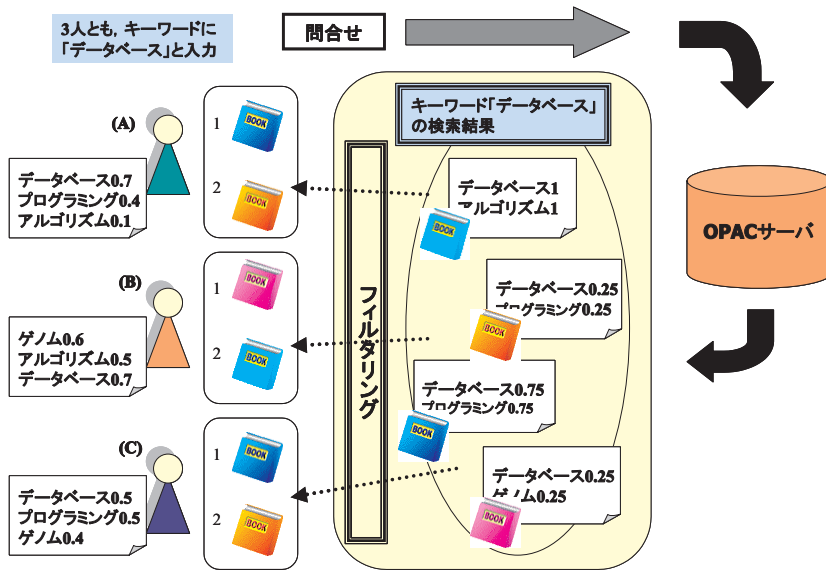 3人とも，キーワードに
「データベース」と入力
問合せ
(A)
データベース0.7
プログラミング0.4
アルゴリズム0.1
1
BOOK
2
BOOK
(B)
ゲノム0.6
アルゴリズム0.5
データベース0.7
1
BOOK
2
BOOK
(C)
データベース0.5
プログラミング0.5
ゲノム0.4
1
BOOK
2
BOOK
フィルタリング
キーワード「データベース」
の検索結果
データベース1
アルゴリズム1
BOOK
データベース0.25
プログラミング0.25
BOOK
データベース0.75
プログラミング0.75
BOOK
データベース0.25
ゲノム0.25
BOOK
OPACサーバ